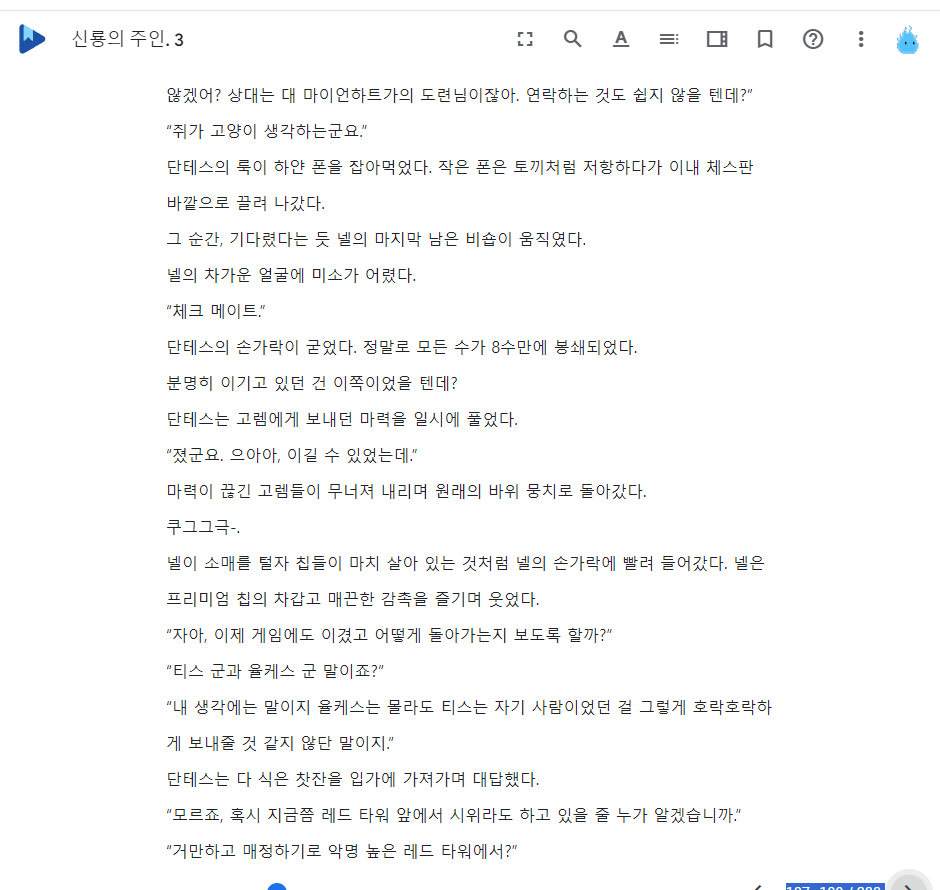 신룡의 주인. 3
않겠어? 상대는 대 마이언하트가의 도련님이잖아. 연락하는 것도 쉽지 않을 텐데?”
“쥐가 고양이 생각하는군요.”
단테스의 룩이 하얀 폰을 잡아먹었다. 작은 폰은 토끼처럼 저항하다가 이내 체스판
바깥으로 끌려 나갔다.
그 순간, 기다렸다는 듯 넬의 마지막 남은 비숍이 움직였다.
넬의 차가운 얼굴에 미소가 어렸다.
“체크 메이트.”
단테스의 손가락이 굳었다. 정말로 모든 수가 8수만에 봉쇄되었다.
분명히 이기고 있던 건 이쪽이었을 텐데?
단테스는 고렘에게 보내던 마력을 일시에 풀었다.
“졌군요. 으아아, 이길 수 있었는데.”
마력이 끊긴 고렘들이 무너져 내리며 원래의 바위 뭉치로 돌아갔다.
쿠그그극-.
넬이 소매를 털자 칩들이 마치 살아 있는 것처럼 넬의 손가락에 빨려 들어갔다. 넬은
프리미엄 칩의 차갑고 매끈한 감촉을 즐기며 웃었다.
“자아, 이제 게임에도 이겼고 어떻게 돌아가는지 보도록 할까?”
“티스 군과 율케스 군 말이죠?”
“내 생각에는 말이지 율케스는 몰라도 티스는 자기 사람이었던 걸 그렇게 호락호락하
게 보내줄 것 같지 않단 말이지.”
단테스는 다 식은 찻잔을 입가에 가져가며 대답했다.
“모르죠, 혹시 지금쯤 레드 타워 앞에서 시위라도 하고 있을 줄 누가 알겠습니까.”
“거만하고 매정하기로 악명 높은 레드 타워에서?”